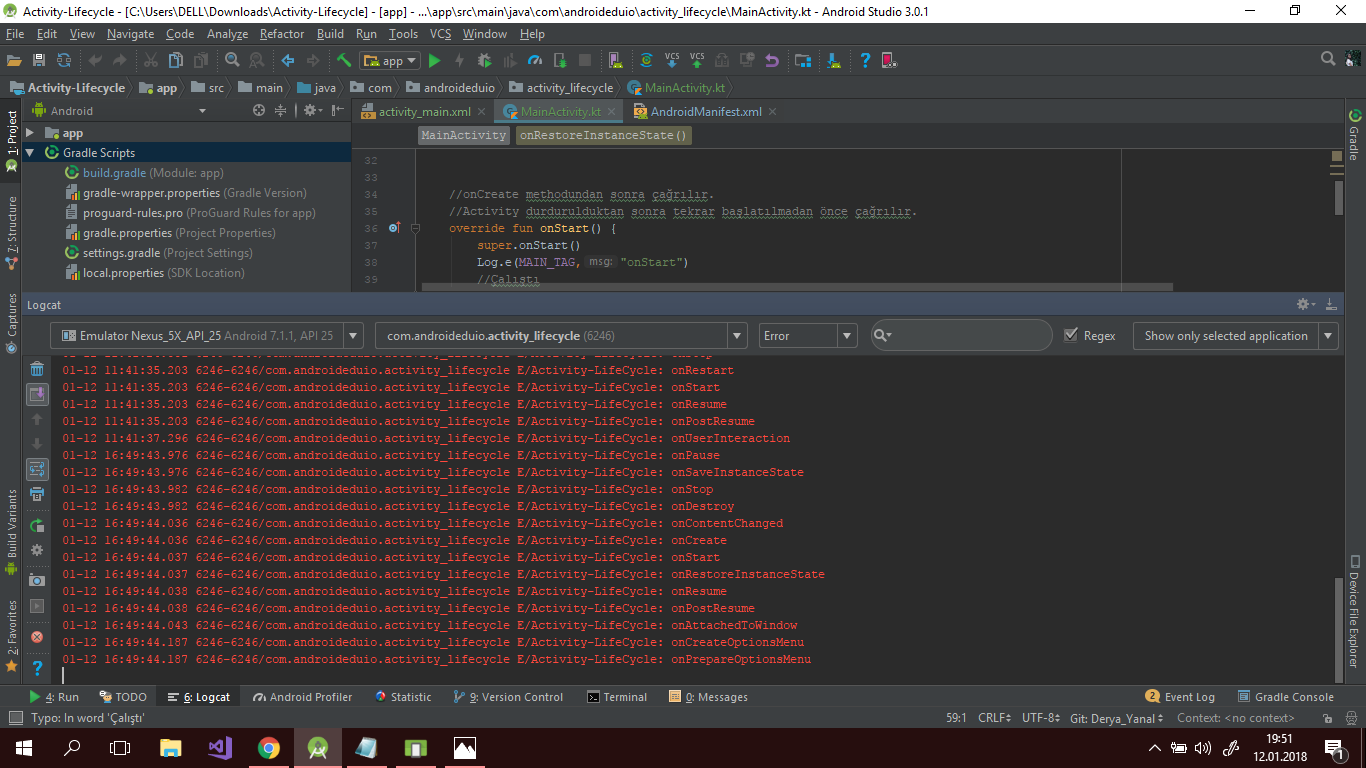 Activity-Lifecycle - [C:\Users\DELL\Downloads\Activity-Lifecycle] - [app] - ...\app\src\main\java\com\androideduio\activity_lifecycle\MainActivity.kt - Android Studio 3.0.1
File Edit View Navigate Code Analyze Refactor Build Run Tools VCS Window Help
app VCS VCS
Activity-Lifecycle app src main java com androideduio activity_lifecycle MainActivity.kt
Android activity_main.xml MainActivity.kt AndroidManifest.xml
MainActivity onRestoreInstanceState()
1: Project
7: Structure
Captures
Build Variants
2: Favorites
app
Gradle Scripts
build.gradle (Module: app)
gradle-wrapper.properties (Gradle Version)
proguard-rules.pro (ProGuard Rules for app)
gradle.properties (Project Properties)
settings.gradle (Project Settings)
local.properties (SDK Location)
32
33
34 //onCreate methodundan sonra çağrılır.
35 //Activity durdurulduktan sonra tekrar başlatılmadan önce çağrılır.
36 override fun onStart() {
37 super.onStart()
38 Log.e(MAIN_TAG, msg: "onStart")
39 //Çalıştı
Gradle
Device File Explorer
Logcat
Emulator Nexus_5X_API_25 Android 7.1.1, API 25 com.androideduio.activity_lifecycle (6246) Error Regex Show only selected application
01-12 11:41:35.203 6246-6246/com.androideduio.activity_lifecycle E/Activity-LifeCycle: onRestart
01-12 11:41:35.203 6246-6246/com.androideduio.activity_lifecycle E/Activity-LifeCycle: onStart
01-12 11:41:35.203 6246-6246/com.androideduio.activity_lifecycle E/Activity-LifeCycle: onResume
01-12 11:41:35.203 6246-6246/com.androideduio.activity_lifecycle E/Activity-LifeCycle: onPostResume
01-12 11:41:37.296 6246-6246/com.androideduio.activity_lifecycle E/Activity-LifeCycle: onUserInteraction
01-12 16:49:43.976 6246-6246/com.androideduio.activity_lifecycle E/Activity-LifeCycle: onPause
01-12 16:49:43.976 6246-6246/com.androideduio.activity_lifecycle E/Activity-LifeCycle: onSaveInstanceState
01-12 16:49:43.982 6246-6246/com.androideduio.activity_lifecycle E/Activity-LifeCycle: onStop
01-12 16:49:43.982 6246-6246/com.androideduio.activity_lifecycle E/Activity-LifeCycle: onDestroy
01-12 16:49:44.036 6246-6246/com.androideduio.activity_lifecycle E/Activity-LifeCycle: onContentChanged
01-12 16:49:44.036 6246-6246/com.androideduio.activity_lifecycle E/Activity-LifeCycle: onCreate
01-12 16:49:44.037 6246-6246/com.androideduio.activity_lifecycle E/Activity-LifeCycle: onStart
01-12 16:49:44.037 6246-6246/com.androideduio.activity_lifecycle E/Activity-LifeCycle: onRestoreInstanceState
01-12 16:49:44.038 6246-6246/com.androideduio.activity_lifecycle E/Activity-LifeCycle: onResume
01-12 16:49:44.038 6246-6246/com.androideduio.activity_lifecycle E/Activity-LifeCycle: onPostResume
01-12 16:49:44.043 6246-6246/com.androideduio.activity_lifecycle E/Activity-LifeCycle: onAttachedToWindow
01-12 16:49:44.187 6246-6246/com.androideduio.activity_lifecycle E/Activity-LifeCycle: onCreateOptionsMenu
01-12 16:49:44.187 6246-6246/com.androideduio.activity_lifecycle E/Activity-LifeCycle: onPrepareOptionsMenu
4: Run TODO 6: Logcat Android Profiler Statistic 9: Version Control Terminal 0: Messages 2 Event Log Gradle Console
Typo: In word 'Çalıştı' 59:1 CRLF UTF-8 Git: Derya_Yanal Context: <no context>
19:51
12.01.2018
1